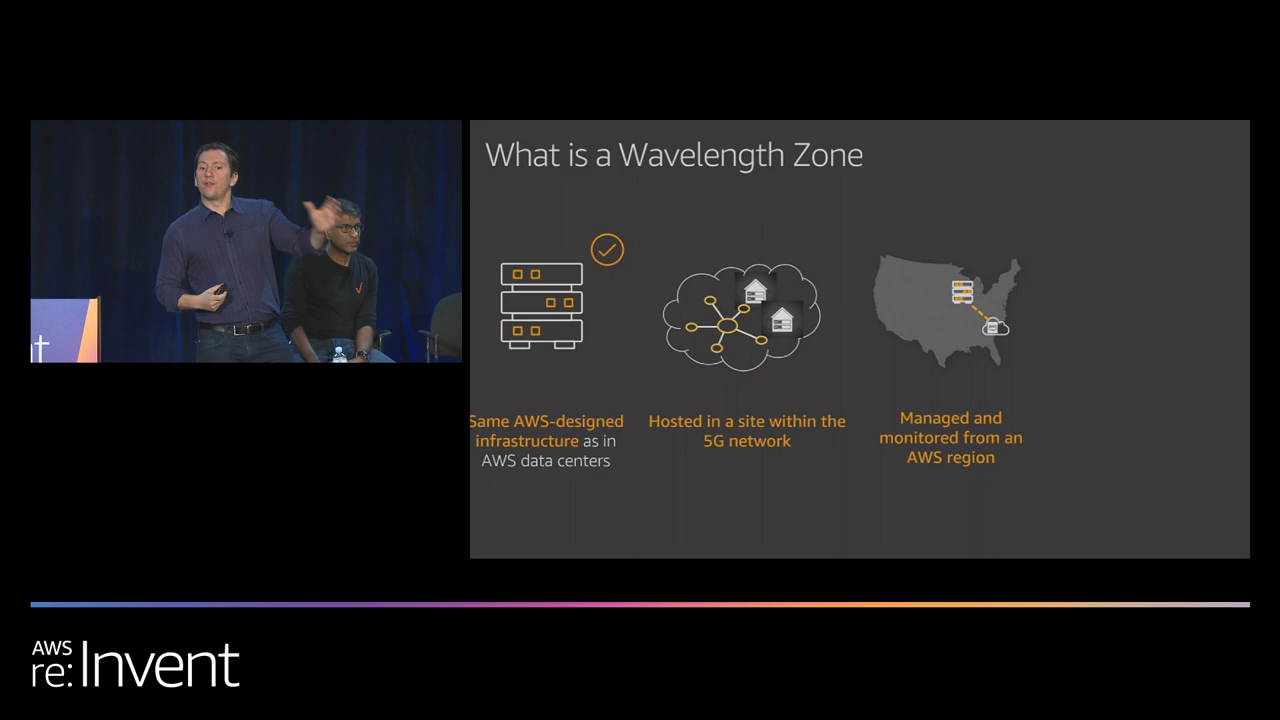 What is a Wavelength Zone
Same AWS-designed
infrastructure as in
AWS data centers
Hosted in a site within the
5G network
Managed and
monitored from an
AWS region
t
AWS
re:Invent